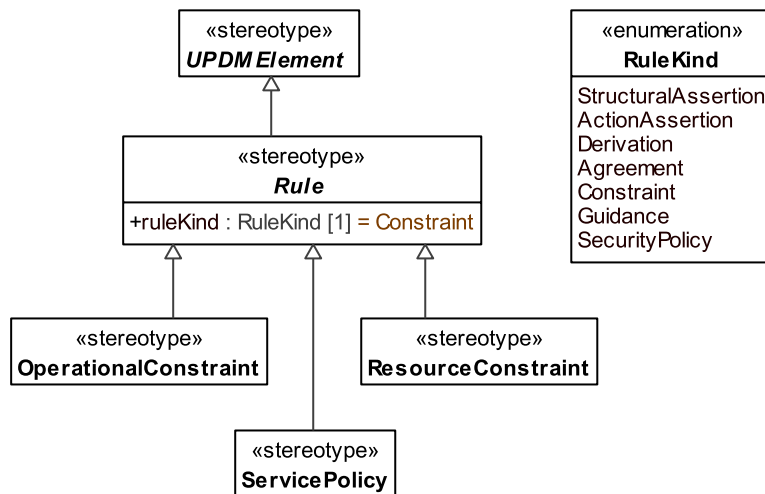 «stereotype»
UPDMElement
«stereotype»
Rule
+ruleKind : RuleKind [1] = Constraint
«stereotype»
OperationalConstraint
«stereotype»
ResourceConstraint
«stereotype»
ServicePolicy
«enumeration»
RuleKind
StructuralAssertion
ActionAssertion
Derivation
Agreement
Constraint
Guidance
SecurityPolicy